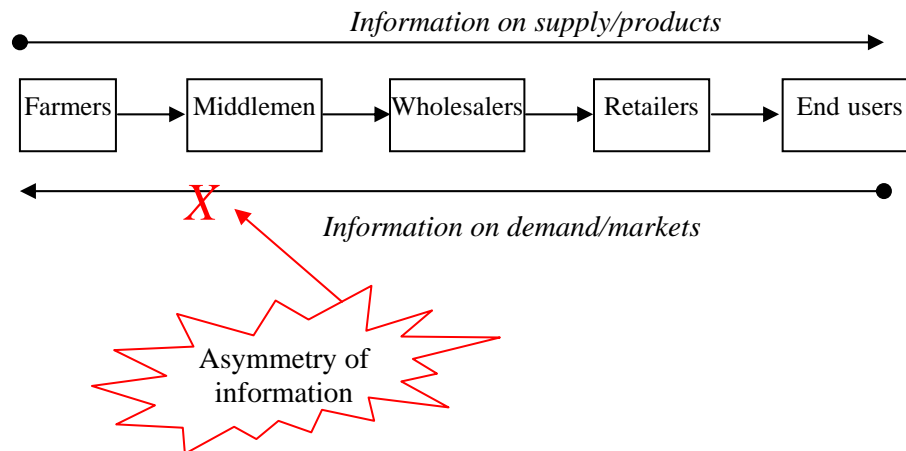 Information on supply/products
Farmers
Middlemen
Wholesalers
Retailers
End users
X
Information on demand/markets
Asymmetry of
information